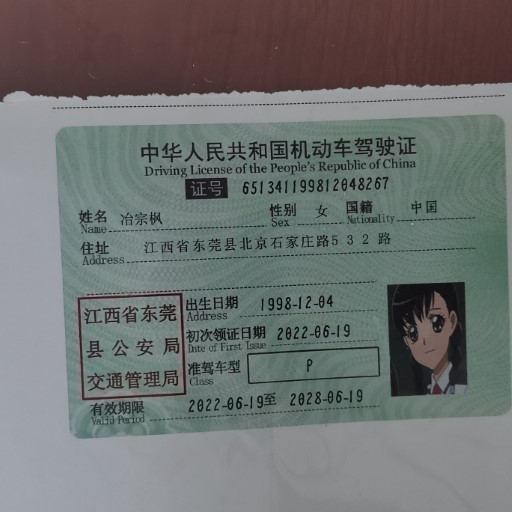 中华人民共和国机动车驾驶证
Driving License of the People's Republic of China
证号 651341199812048267
姓名 冶宗枫 性别 女 国籍 中国
Name Sex Nationality
住址 江西省东莞县北京石家庄路532路
Address
江西省东莞
县公安局
交通管理局
出生日期 1998-12-04
Address
初次领证日期 2022-06-19
Date of First Issue
准驾车型 P
Class
有效期限 2022-06-19至 2028-06-19
Valid Period